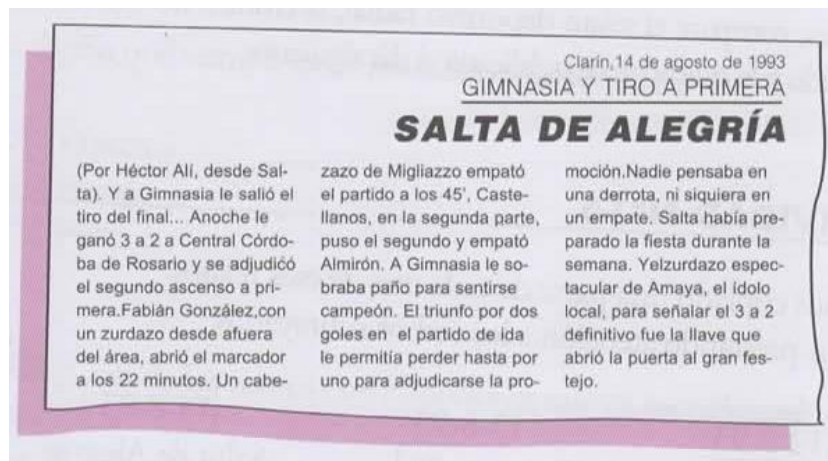 Clarín,14 de agosto de 1993
GIMNASIA Y TIRO A PRIMERA
SALTA DE ALEGRÍA
(Por Héctor Alí, desde Sal-
ta). Y a Gimnasia le salió el
tiro del final... Anoche le
ganó 3 a 2 a Central Córdo-
ba de Rosario y se adjudicó
el segundo ascenso a pri-
mera.Fabián González,con
un zurdazo desde afuera
del área, abrió el marcador
a los 22 minutos. Un cabe-
zazo de Migliazzo empató
el partido a los 45', Caste-
llanos, en la segunda parte,
puso el segundo y empató
Almirón. A Gimnasia le so-
braba paño para sentirse
campeón. El triunfo por dos
goles en el partido de ida
le permitía perder hasta por
uno para adjudicarse la pro-
moción.Nadie pensaba en
una derrota, ni siquiera en
un empate. Salta había pre-
parado la fiesta durante la
semana. Yelzurdazo espec-
tacular de Amaya, el ídolo
local, para señalar el 3 a 2
definitivo fue la llave que
abrió la puerta al gran fes-
tejo.